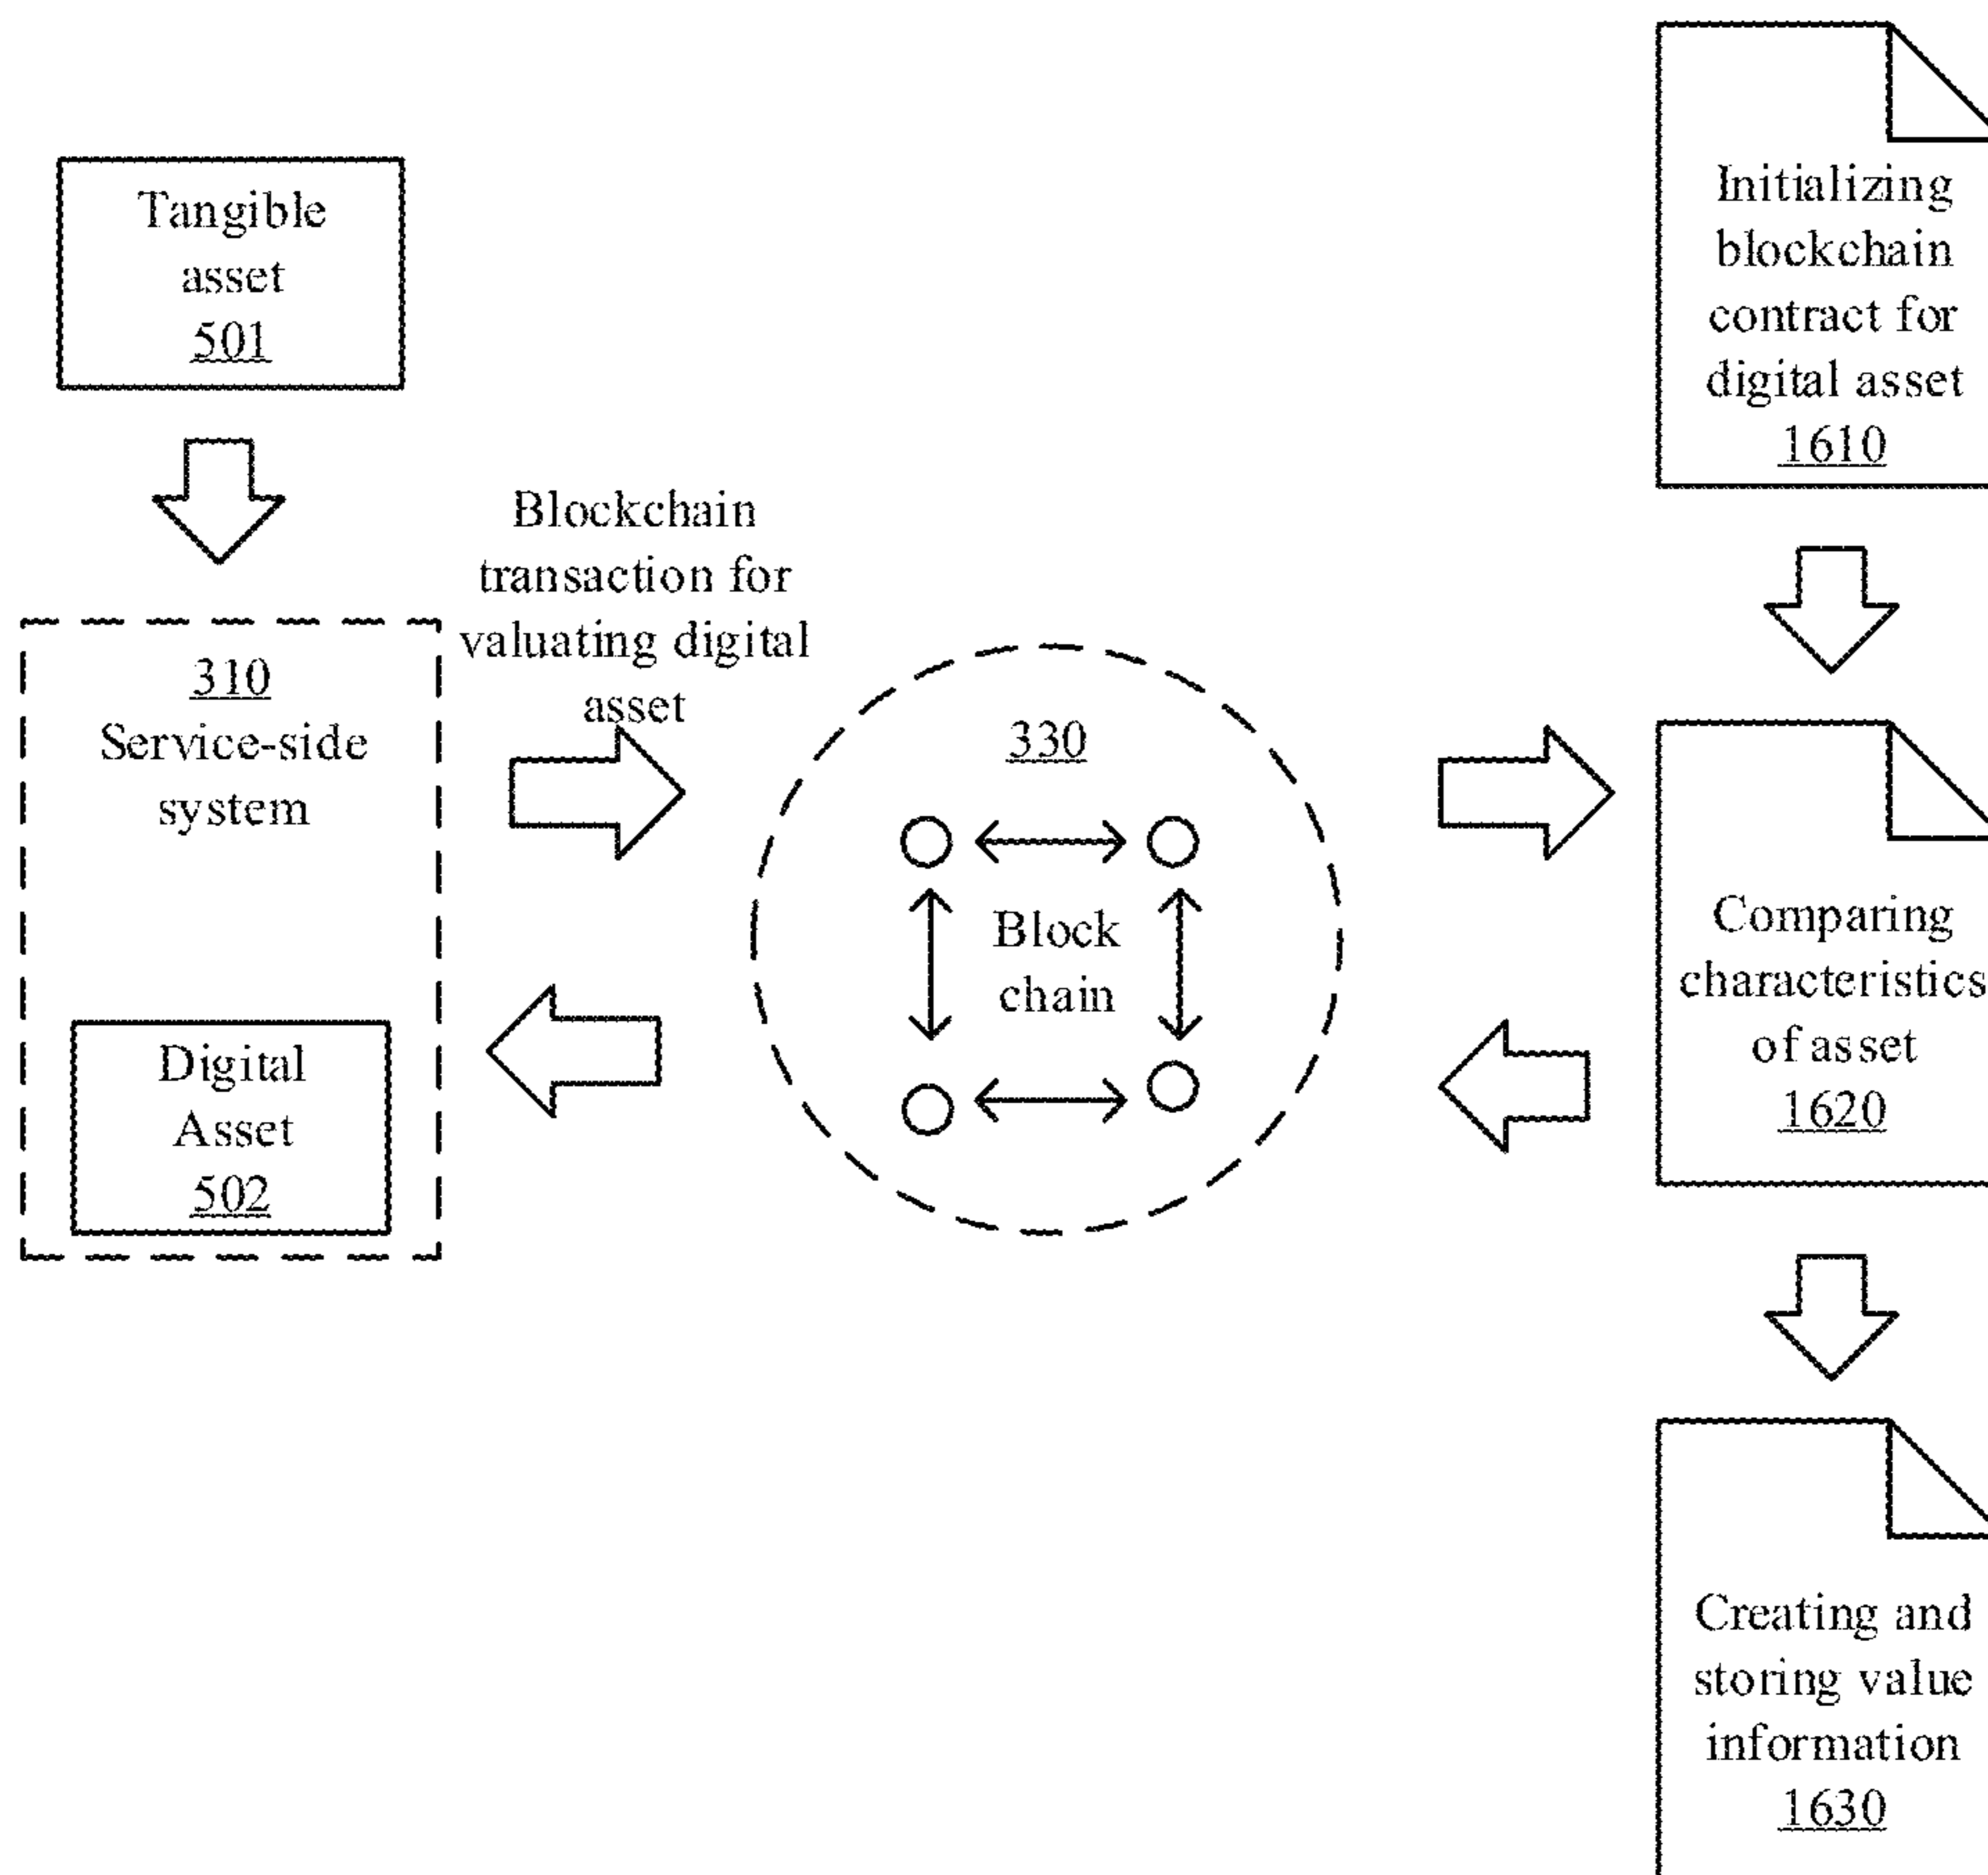 Tangible
asset
501
Blockchain
transaction for
valuating digital
asset
310
Service-side
system
Digital
Asset
502
330
Block
chain
Initializing
blockchain
contract for
digital asset
1610
Comparing
characteristics
of asset
1620
Creating and
storing value
information
1630